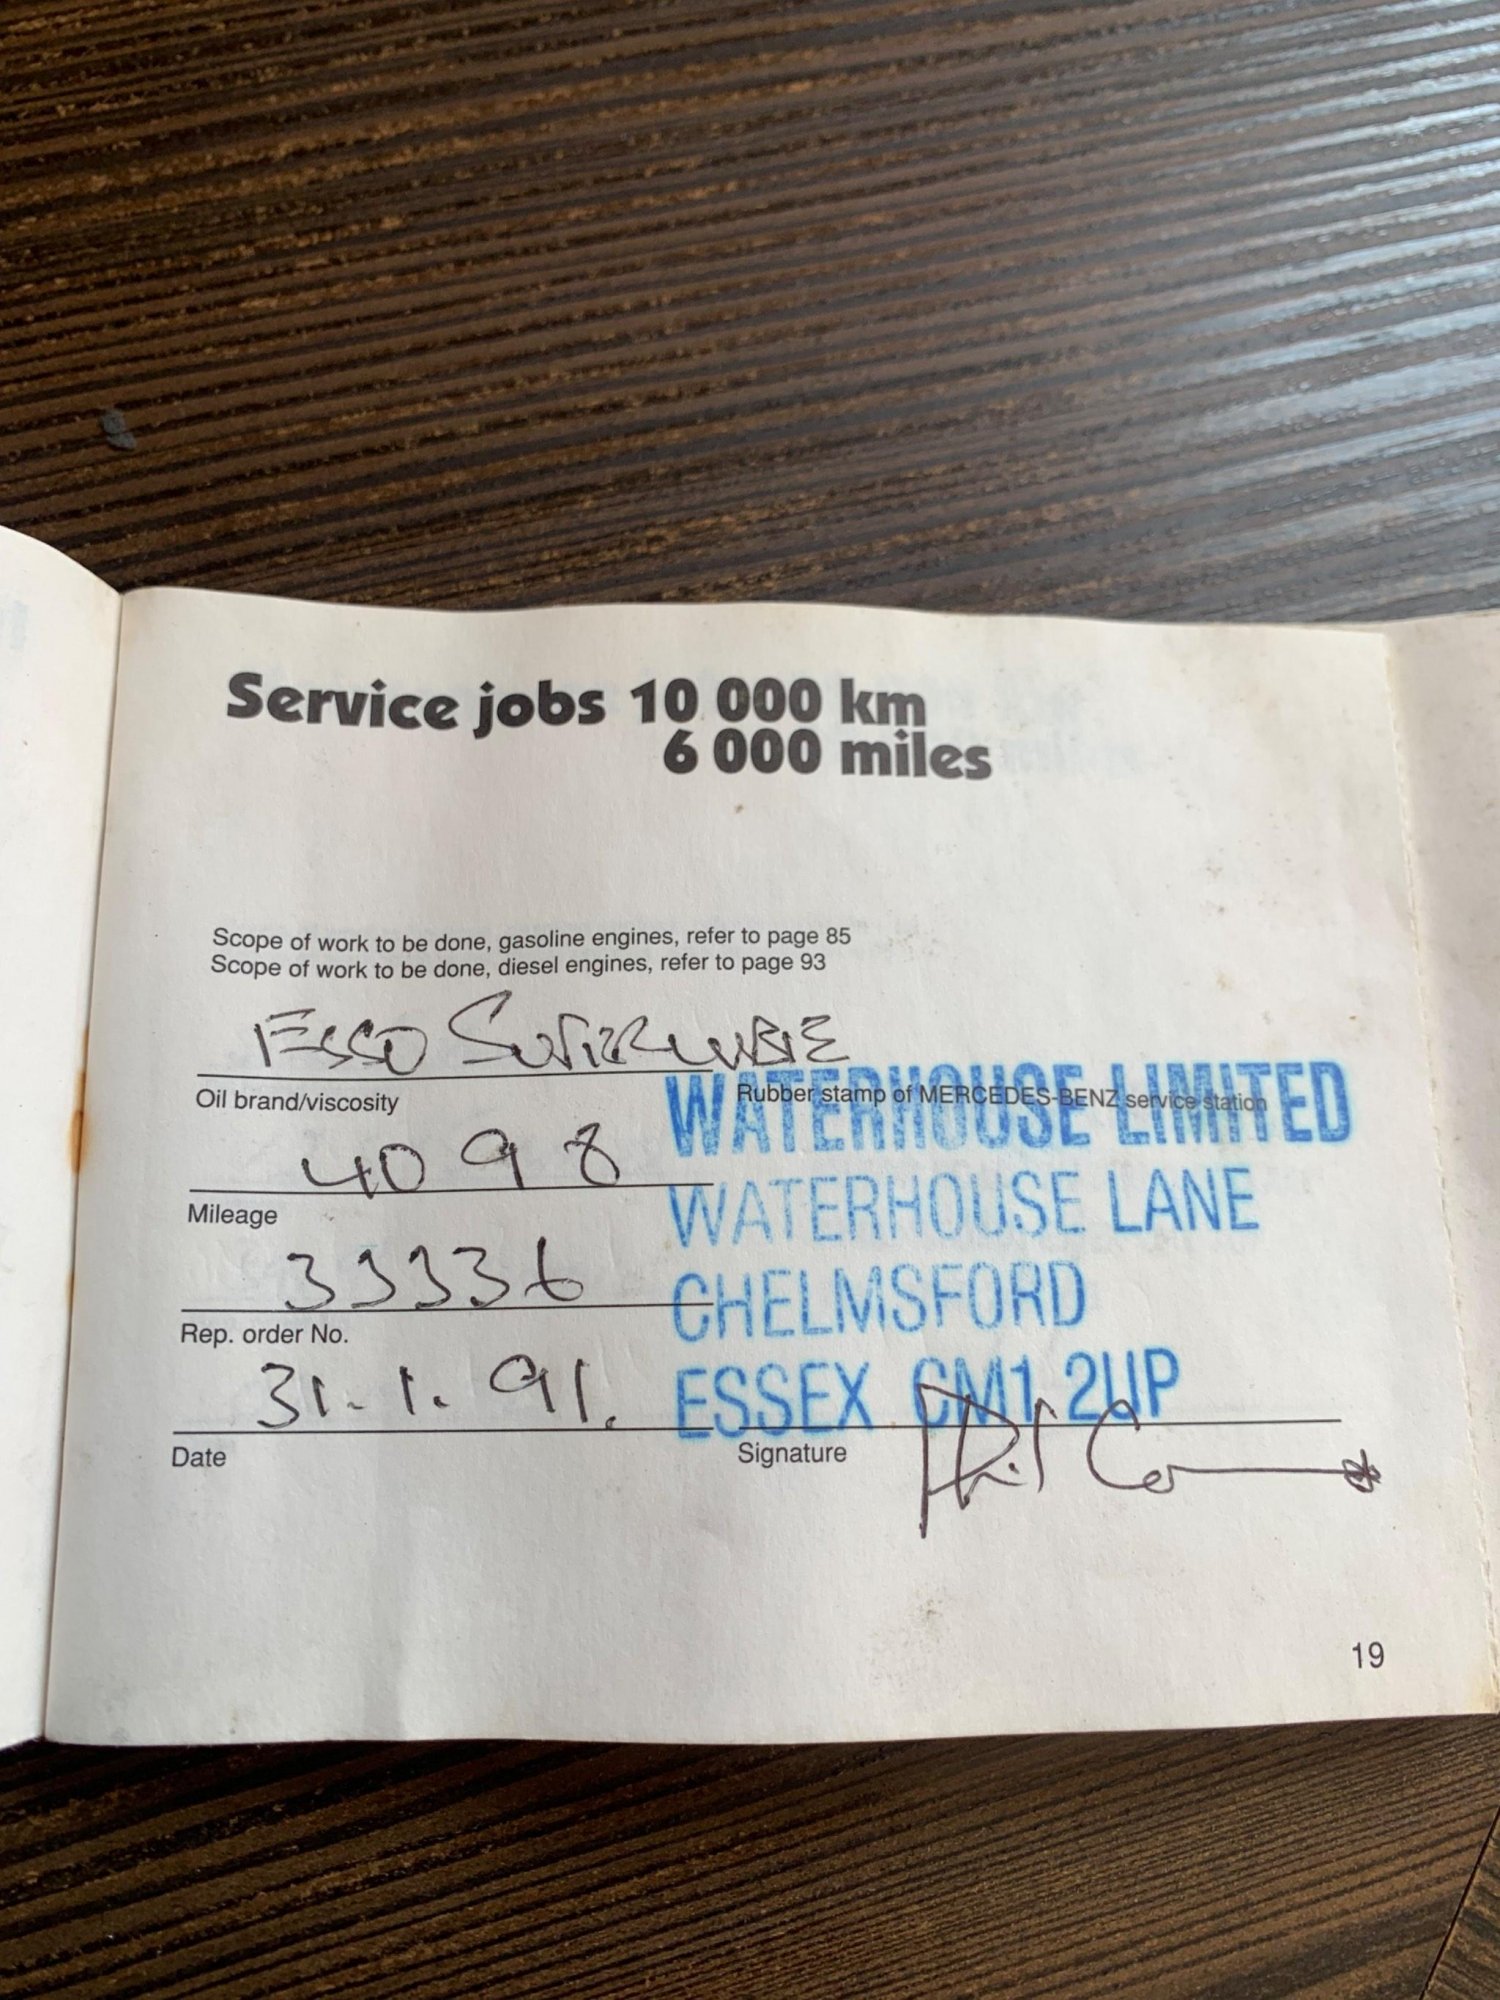 Service jobs 10 000 km
6 000 miles
Scope of work to be done, gasoline engines, refer to page 85
Scope of work to be done, diesel engines, refer to page 93
ESSO SUPERLUBE
Oil brand/viscosity
Rubber stamp of MERCEDES-BENZ service station
WATERHOUSE LIMITED
4098
Mileage
WATERHOUSE LANE
33336
Rep. order No.
CHELMSFORD
31.1.91.
Date
ESSEX CM1 2UP
Signature
Phil
19